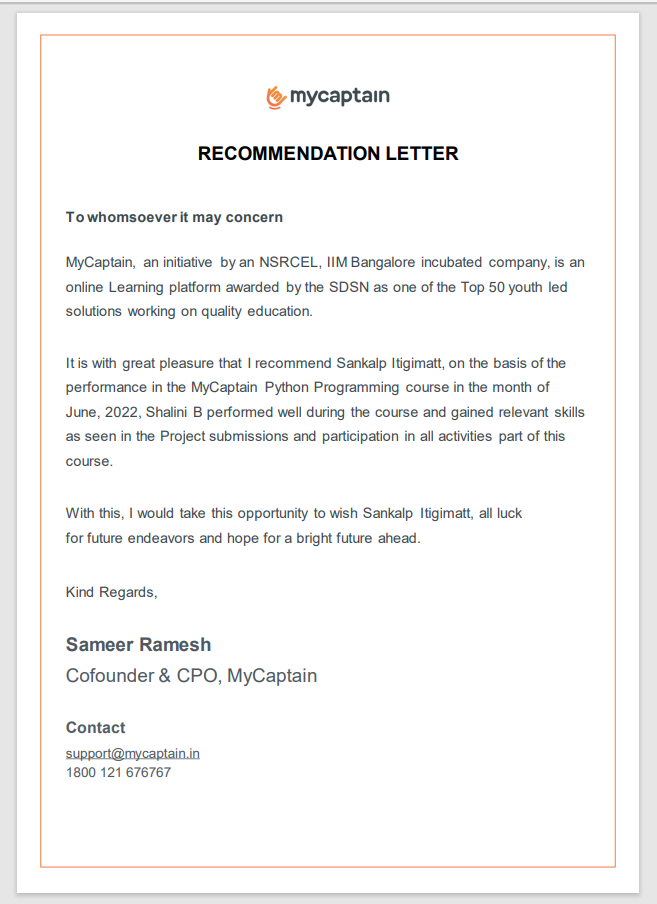 mycaptain
RECOMMENDATION LETTER
To whomsoever it may concern
MyCaptain, an initiative by an NSRCEL, IIM Bangalore incubated company, is an
online Learning platform awarded by the SDSN as one of the Top 50 youth led
solutions working on quality education.
It is with great pleasure that I recommend Sankalp Itigimatt, on the basis of the
performance in the MyCaptain Python Programming course in the month of
June, 2022, Shalini B performed well during the course and gained relevant skills
as seen in the Project submissions and participation in all activities part of this
course.
With this, I would take this opportunity to wish Sankalp Itigimatt, all luck
for future endeavors and hope for a bright future ahead.
Kind Regards,
Sameer Ramesh
Cofounder & CPO, MyCaptain
Contact
support@mycaptain.in
1800 121 676767